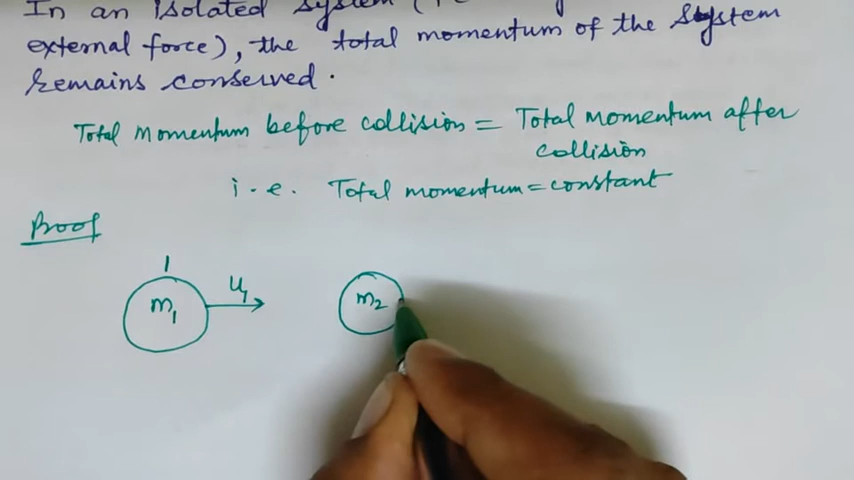 In an isolated system
external force), the total momentum of the system
remains conserved.
Total momentum before collision = Total momentum after
collision
i.e. Total momentum = constant
Proof
1
m₁ u₁ m₂